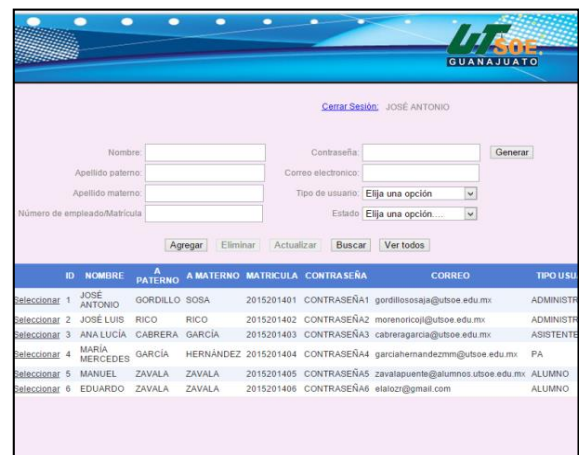 UTSOE
GUANAJUATO
Cerrar Sesión: JOSÉ ANTONIO
Nombre: Contraseña: Generar
Apellido paterno: Correo electronico:
Apellido materno: Tipo de usuario: Elija una opción
Número de empleado/Matrícula Estado Elija una opción....
Agregar Eliminar Actualizar Buscar Ver todos
ID NOMBRE A PATERNO A MATERNO MATRICULA CONTRASEÑA CORREO TIPO USU
Seleccionar 1 JOSÉ ANTONIO GORDILLO SOSA 2015201401 CONTRASEÑA1 gordillososaja@utsoe.edu.mx ADMINISTR
Seleccionar 2 JOSÉ LUIS RICO RICO 2015201402 CONTRASEÑA2 morenoricojl@utsoe.edu.mx ADMINISTR
Seleccionar 3 ANA LUCÍA CABRERA GARCÍA 2015201403 CONTRASEÑA3 cabreragarcia@utsoe.edu.mx ASISTENTE
Seleccionar 4 MARÍA MERCEDES GARCÍA HERNÁNDEZ 2015201404 CONTRASEÑA4 garciahernandezmm@utsoe.edu.mx PA
Seleccionar 5 MANUEL ZAVALA ZAVALA 2015201405 CONTRASEÑA5 zavalapuente@alumnos.utsoe.edu.mx ALUMNO
Seleccionar 6 EDUARDO ZAVALA ZAVALA 2015201406 CONTRASEÑA6 elalozr@gmail.com ALUMNO